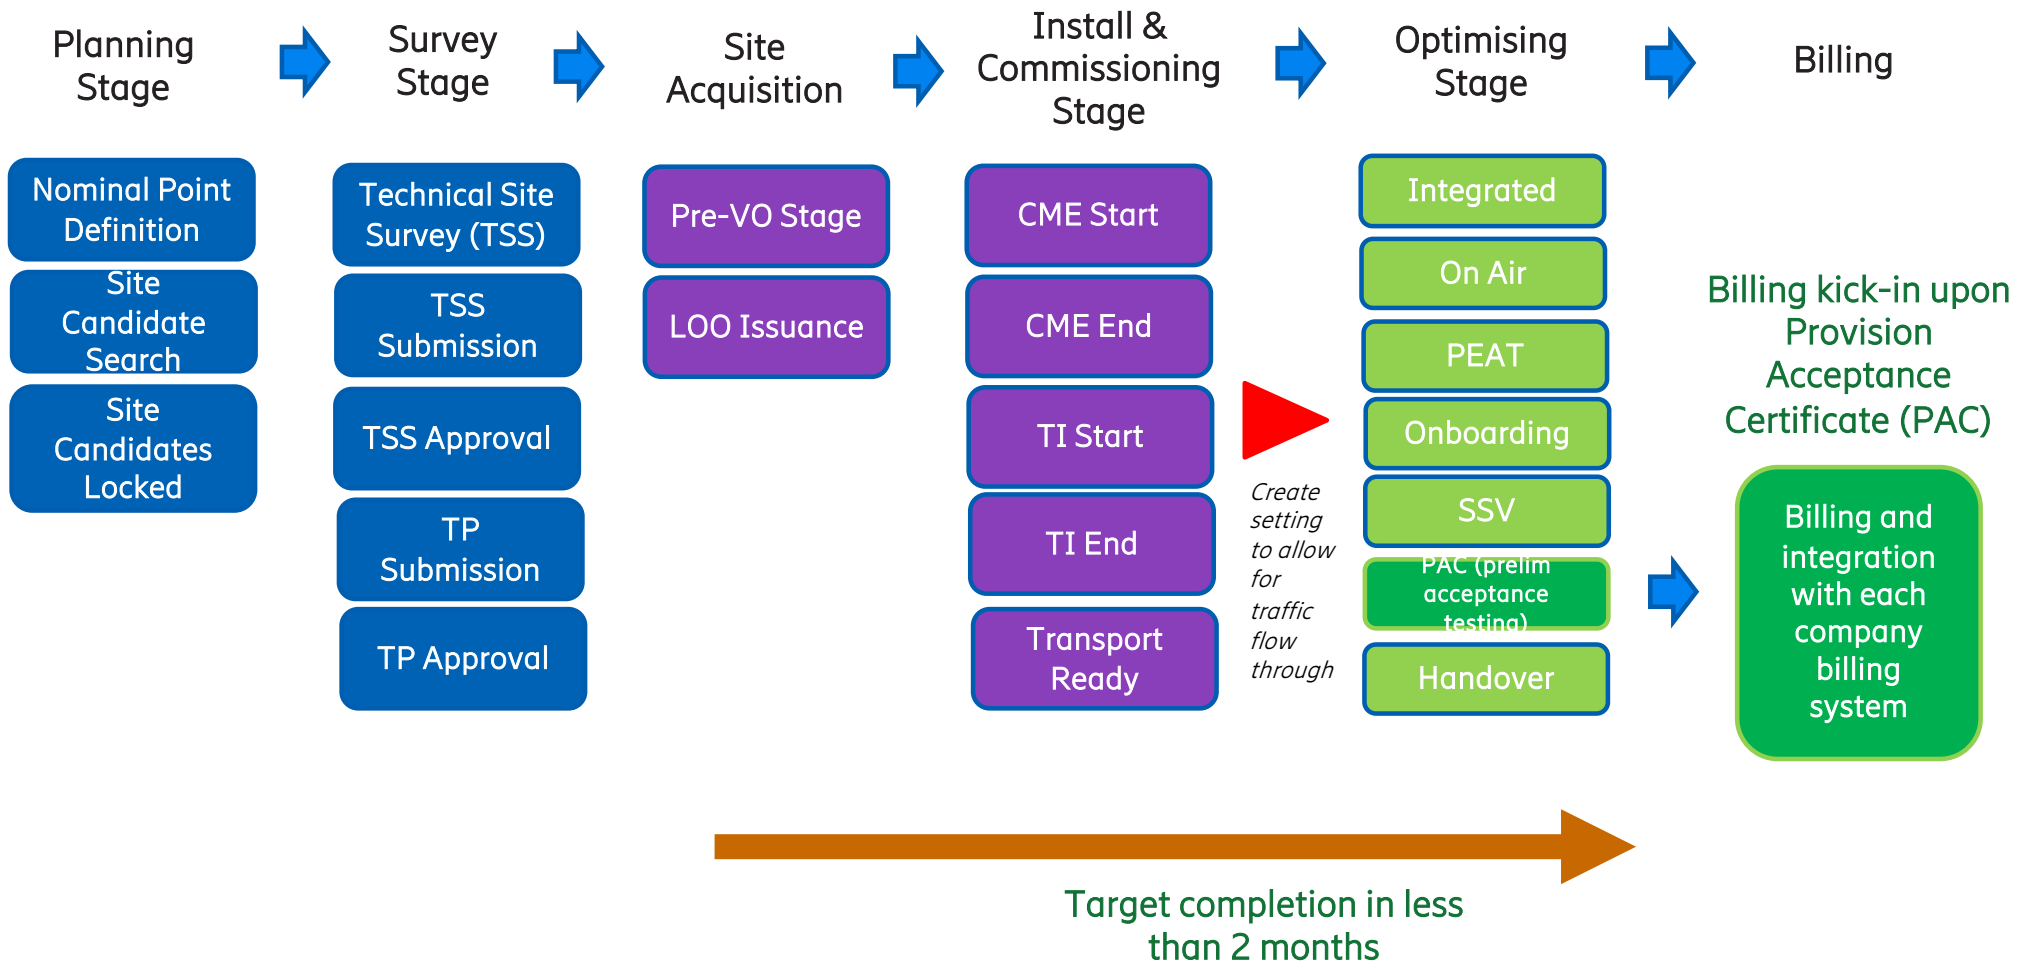 Planning
Stage
Survey
Stage
Site
Acquisition
Install &
Commissioning
Stage
Optimising
Stage
Billing
Nominal Point
Definition
Site
Candidate
Search
Site
Candidates
Locked
Technical Site
Survey (TSS)
TSS
Submission
TSS Approval
TP
Submission
TP Approval
Pre-VO Stage
LOO Issuance
CME Start
CME End
TI Start
TI End
Transport
Ready
Create
setting
to allow
for
traffic
flow
through
Integrated
On Air
PEAT
Onboarding
SSV
PAC (prelim
acceptance
testing)
Handover
Billing kick-in upon
Provision
Acceptance
Certificate (PAC)
Billing and
integration
with each
company
billing
system
Target completion in less
than 2 months